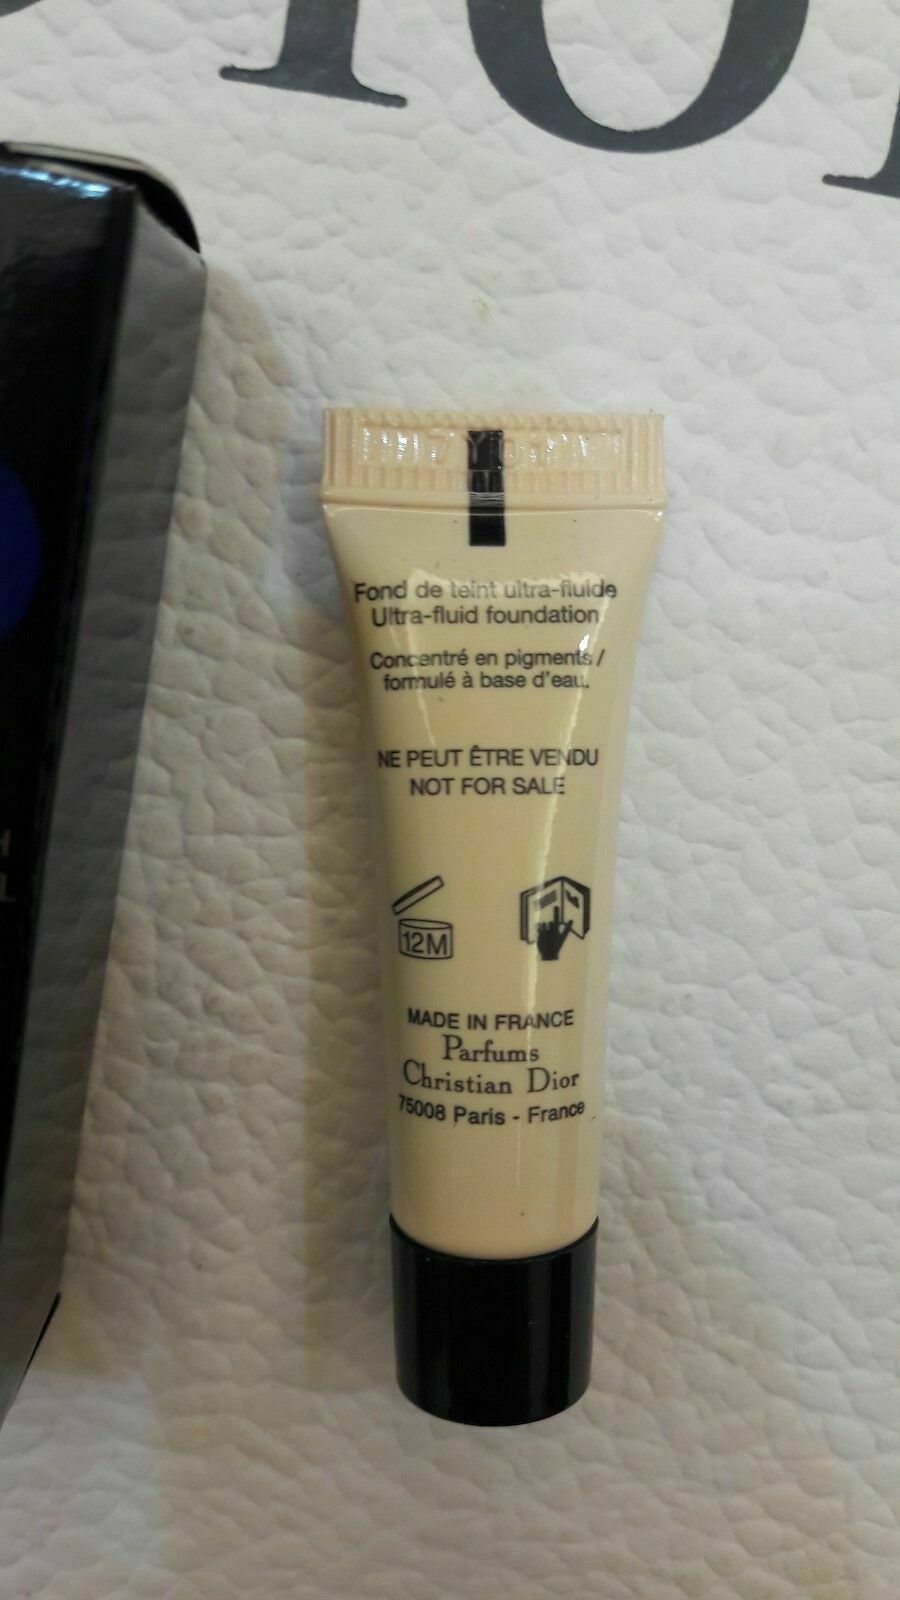 Fond de teint ultra-fluide
Ultra-fluid foundation
Concentré en pigments /
formulé à base d'eau.
NE PEUT ÊTRE VENDU
NOT FOR SALE
12M
MADE IN FRANCE
Parfums
Christian Dior
75008 Paris - France